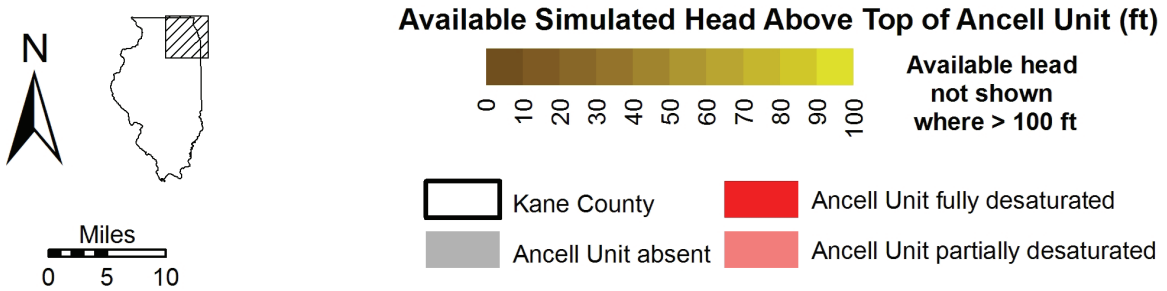 Available Simulated Head Above Top of Ancell Unit (ft)
N
0 10 20 30 40 50 60 70 80 90 100
Available head
not shown
where > 100 ft
Kane County
Ancell Unit fully desaturated
Ancell Unit absent
Ancell Unit partially desaturated
Miles
0 5 10